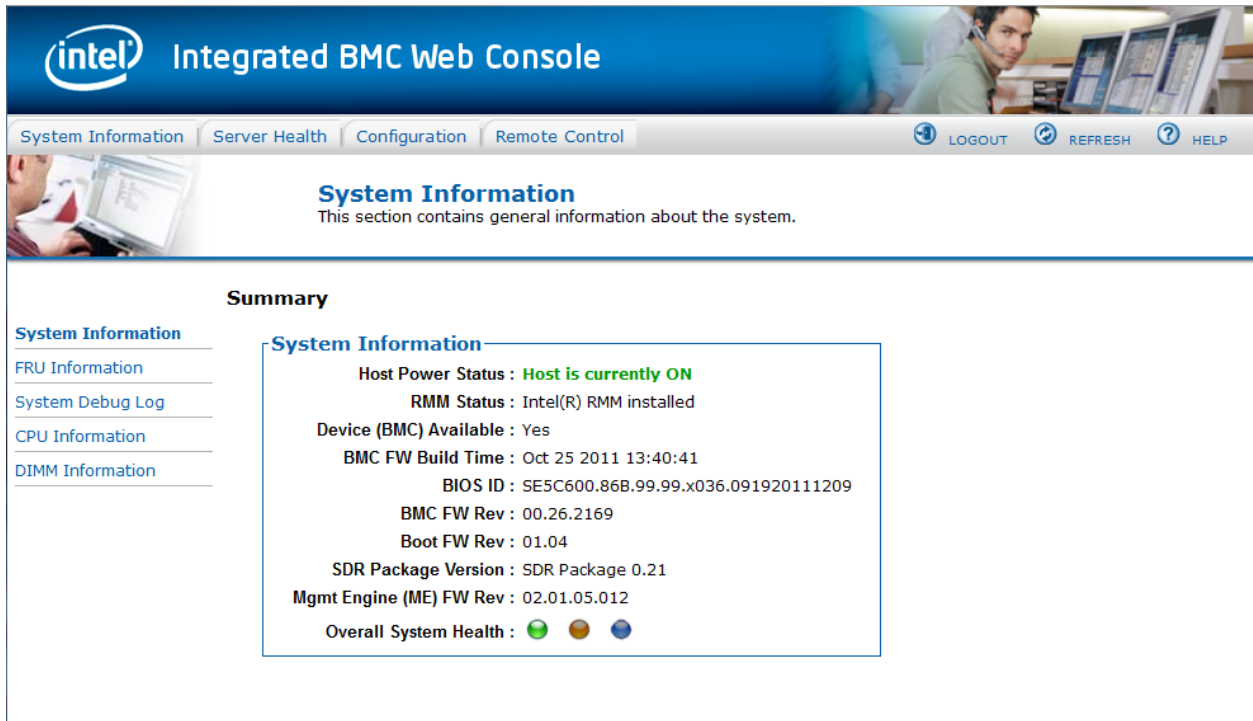 intel Integrated BMC Web Console
System Information Server Health Configuration Remote Control LOGOUT REFRESH ? HELP
System Information
This section contains general information about the system.
Summary
System Information
FRU Information
System Debug Log
CPU Information
DIMM Information
System Information
Host Power Status : Host is currently ON
RMM Status : Intel(R) RMM installed
Device (BMC) Available : Yes
BMC FW Build Time : Oct 25 2011 13:40:41
BIOS ID : SE5C600.86B.99.99.x036.091920111209
BMC FW Rev : 00.26.2169
Boot FW Rev : 01.04
SDR Package Version : SDR Package 0.21
Mgmt Engine (ME) FW Rev : 02.01.05.012
Overall System Health :